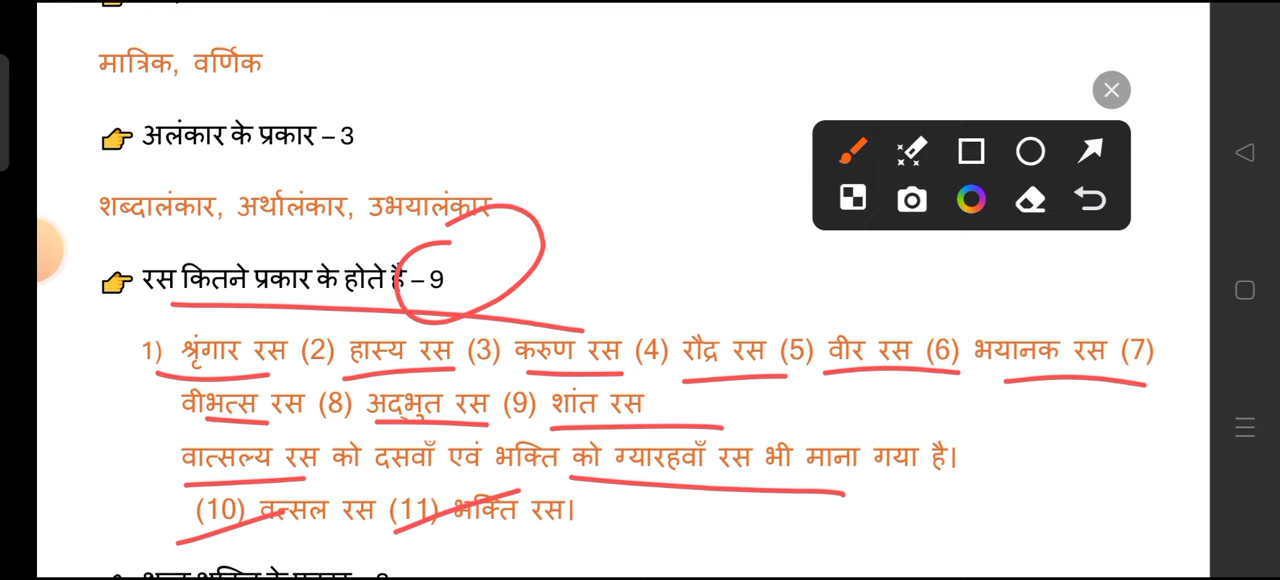 मात्रिक, वर्णिक
👉 अलंकार के प्रकार – 3
शब्दालंकार, अर्थालंकार, उभयालंकार
👉 रस कितने प्रकार के होते हैं – 9
1) श्रृंगार रस (2) हास्य रस (3) करुण रस (4) रौद्र रस (5) वीर रस (6) भयानक रस (7)
वीभत्स रस (8) अद्भुत रस (9) शांत रस
वात्सल्य रस को दसवाँ एवं भक्ति को ग्यारहवाँ रस भी माना गया है।
(10) वत्सल रस (11) भक्ति रस।